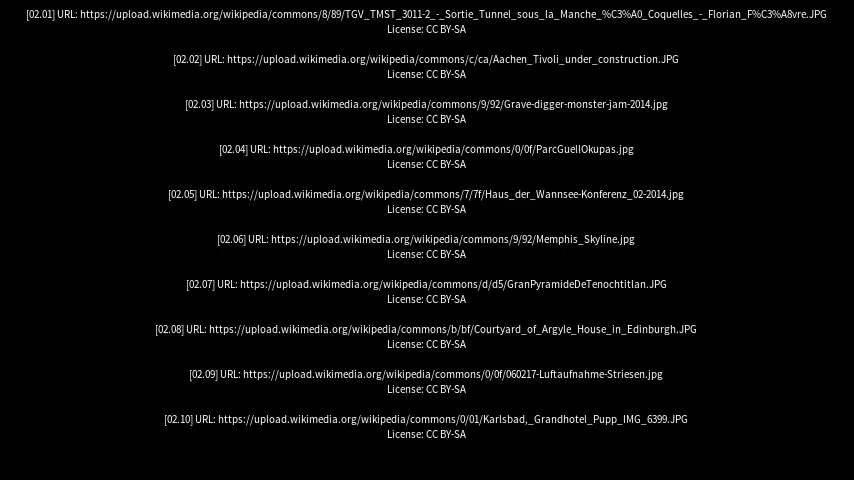 [02.01] URL: https://upload.wikimedia.org/wikipedia/commons/8/89/TGV_TMST_3011-2_-_Sortie_Tunnel_sous_la_Manche_%C3%A0_Coquelles_-_Florian_F%C3%A8vre.JPG
License: CC BY-SA
[02.02] URL: https://upload.wikimedia.org/wikipedia/commons/c/ca/Aachen_Tivoli_under_construction.JPG
License: CC BY-SA
[02.03] URL: https://upload.wikimedia.org/wikipedia/commons/9/92/Grave-digger-monster-jam-2014.jpg
License: CC BY-SA
[02.04] URL: https://upload.wikimedia.org/wikipedia/commons/0/0f/ParcGuellOkupas.jpg
License: CC BY-SA
[02.05] URL: https://upload.wikimedia.org/wikipedia/commons/7/7f/Haus_der_Wannsee-Konferenz_02-2014.jpg
License: CC BY-SA
[02.06] URL: https://upload.wikimedia.org/wikipedia/commons/9/92/Memphis_Skyline.jpg
License: CC BY-SA
[02.07] URL: https://upload.wikimedia.org/wikipedia/commons/d/d5/GranPyramideDeTenochtitlan.JPG
License: CC BY-SA
[02.08] URL: https://upload.wikimedia.org/wikipedia/commons/b/bf/Courtyard_of_Argyle_House_in_Edinburgh.JPG
License: CC BY-SA
[02.09] URL: https://upload.wikimedia.org/wikipedia/commons/0/0f/060217-Luftaufnahme-Striesen.jpg
License: CC BY-SA
[02.10] URL: https://upload.wikimedia.org/wikipedia/commons/0/01/Karlsbad,_Grandhotel_Pupp_IMG_6399.JPG
License: CC BY-SA